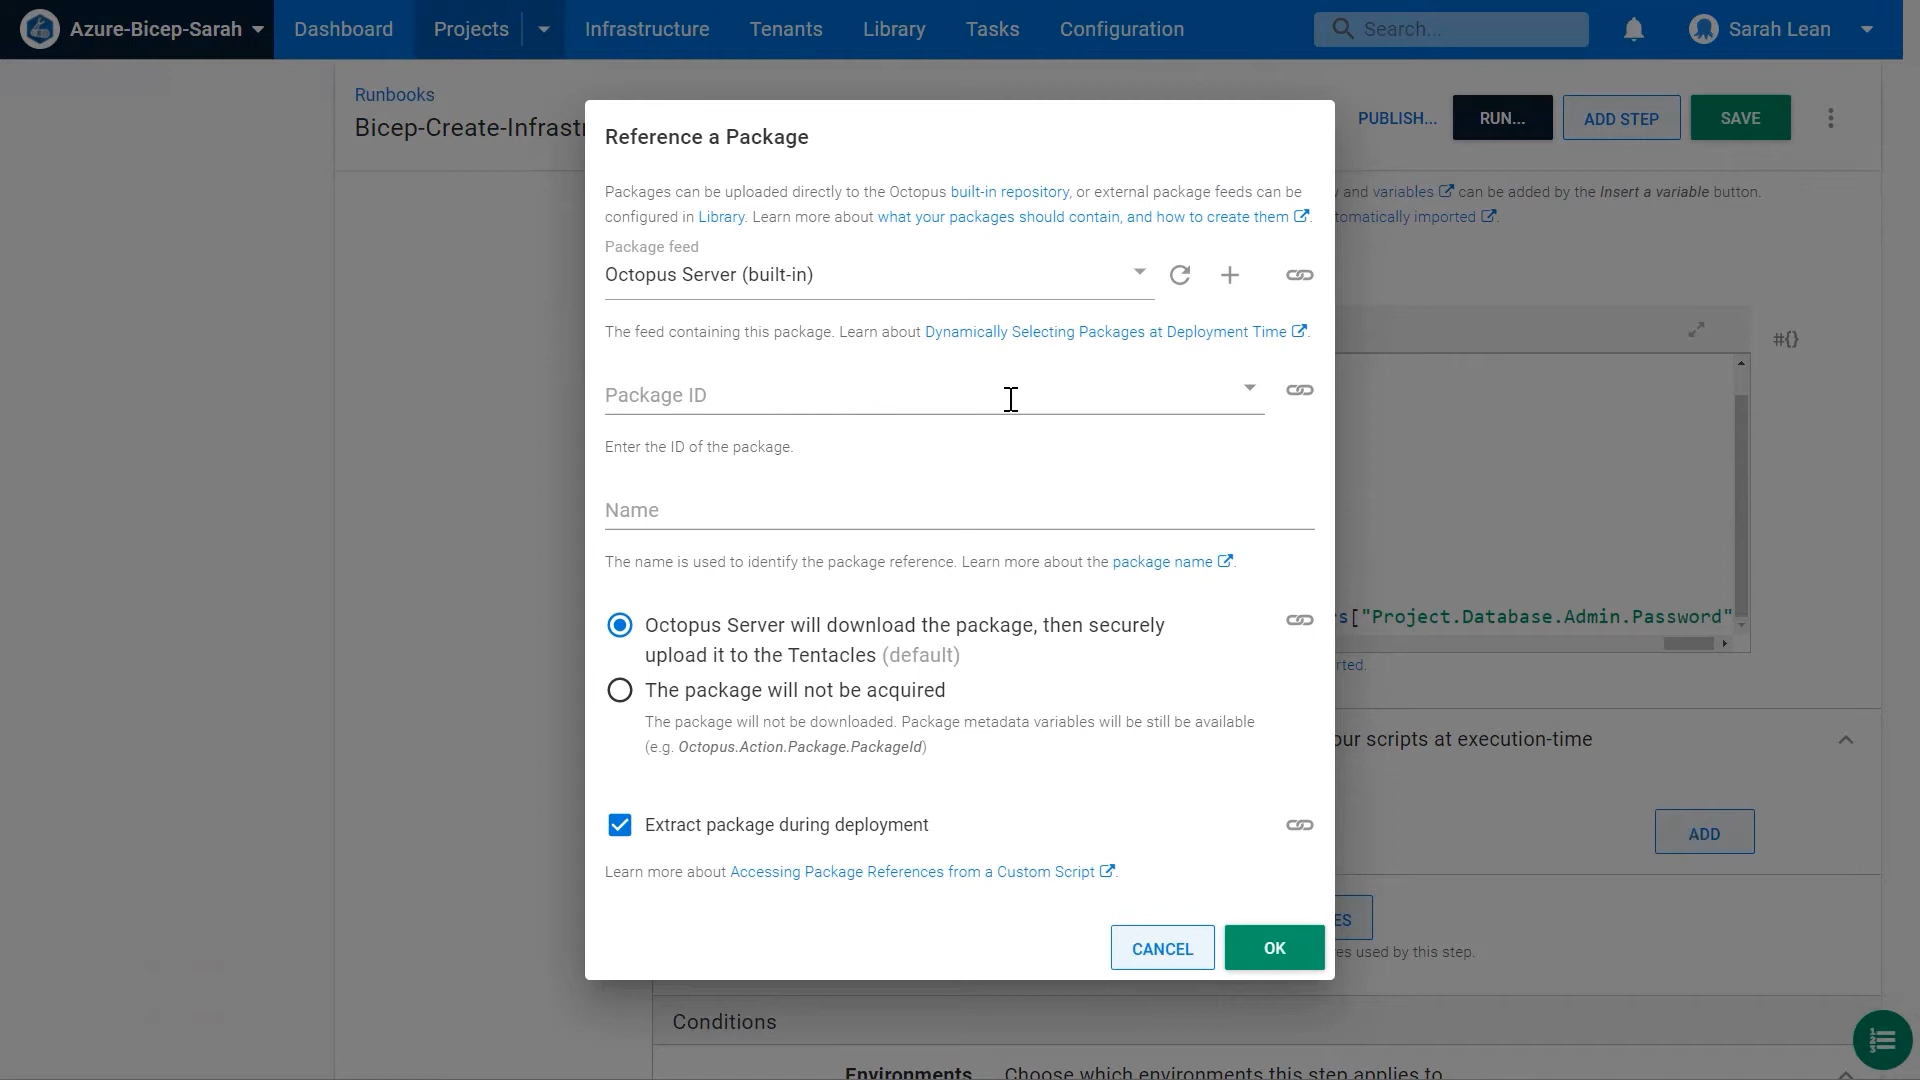 Azure-Bicep-Sarah
Dashboard
Projects
Infrastructure
Tenants
Library
Tasks
Configuration
Search...
Sarah Lean
Runbooks
Bicep-Create-Infrast
PUBLISH...
RUN...
ADD STEP
SAVE
and variables can be added by the Insert a variable button.
tomatically imported .
Reference a Package
Packages can be uploaded directly to the Octopus built-in repository, or external package feeds can be
configured in Library. Learn more about what your packages should contain, and how to create them .
Package feed
Octopus Server (built-in)
The feed containing this package. Learn about Dynamically Selecting Packages at Deployment Time .
#{}
Package ID
Enter the ID of the package.
Name
The name is used to identify the package reference. Learn more about the package name .
s["Project.Database.Admin.Password"
rted.
Octopus Server will download the package, then securely
upload it to the Tentacles (default)
The package will not be acquired
The package will not be downloaded. Package metadata variables will be still be available
(e.g. Octopus.Action.Package.PackageId)
our scripts at execution-time
ADD
Extract package during deployment
Learn more about Accessing Package References from a Custom Script .
CANCEL
OK
ES
es used by this step.
Conditions
Environments
Choose which environments this step applies to